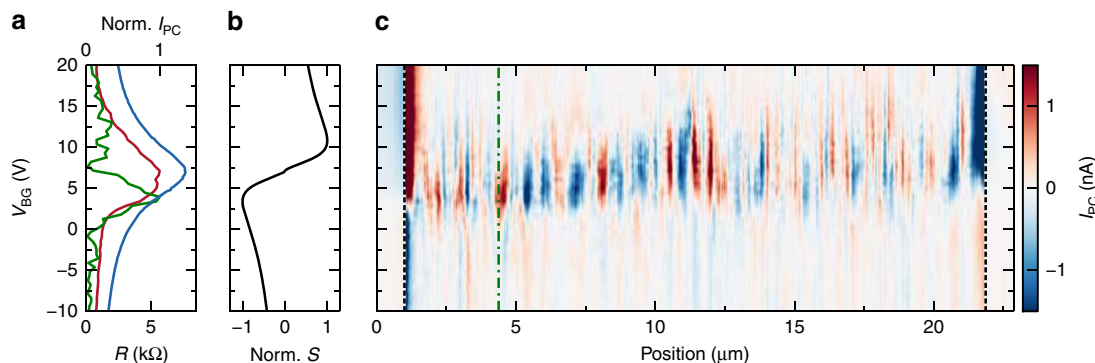 a
Norm. I_PC
0 1
V_BG (V)
20
15
10
5
0
−5
−10
0 5
R (kΩ)
b
−1 0 1
Norm. S
c
0 5 10 15 20
Position (μm)
1
0
−1
I_PC (nA)